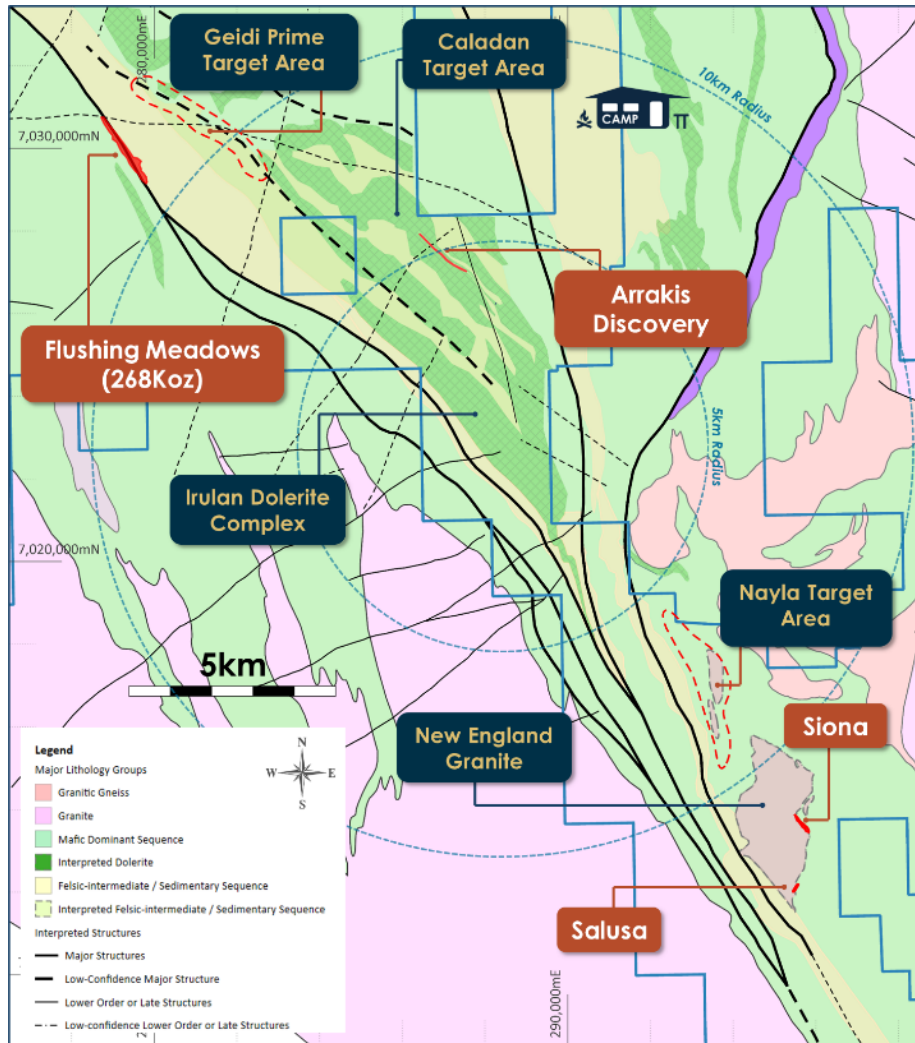 Geidi Prime
Target Area
Caladan
Target Area
280,000mE
10km Radius
CAMP
7,030,000mN
Arrakis
Discovery
Flushing Meadows
(268Koz)
5km Radius
Irulan Dolerite
Complex
7,020,000mN
Nayla Target
Area
5km
New England
Granite
Siona
Salusa
290,000mE
Legend
Major Lithology Groups
Granitic Gneiss
Granite
Mafic Dominant Sequence
Interpreted Dolerite
Felsic-intermediate / Sedimentary Sequence
Interpreted Felsic-intermediate / Sedimentary Sequence
Interpreted Structures
Major Structures
Low-Confidence Major Structure
Lower Order or Late Structures
Low-confidence Lower Order or Late Structures
N
W
E
S